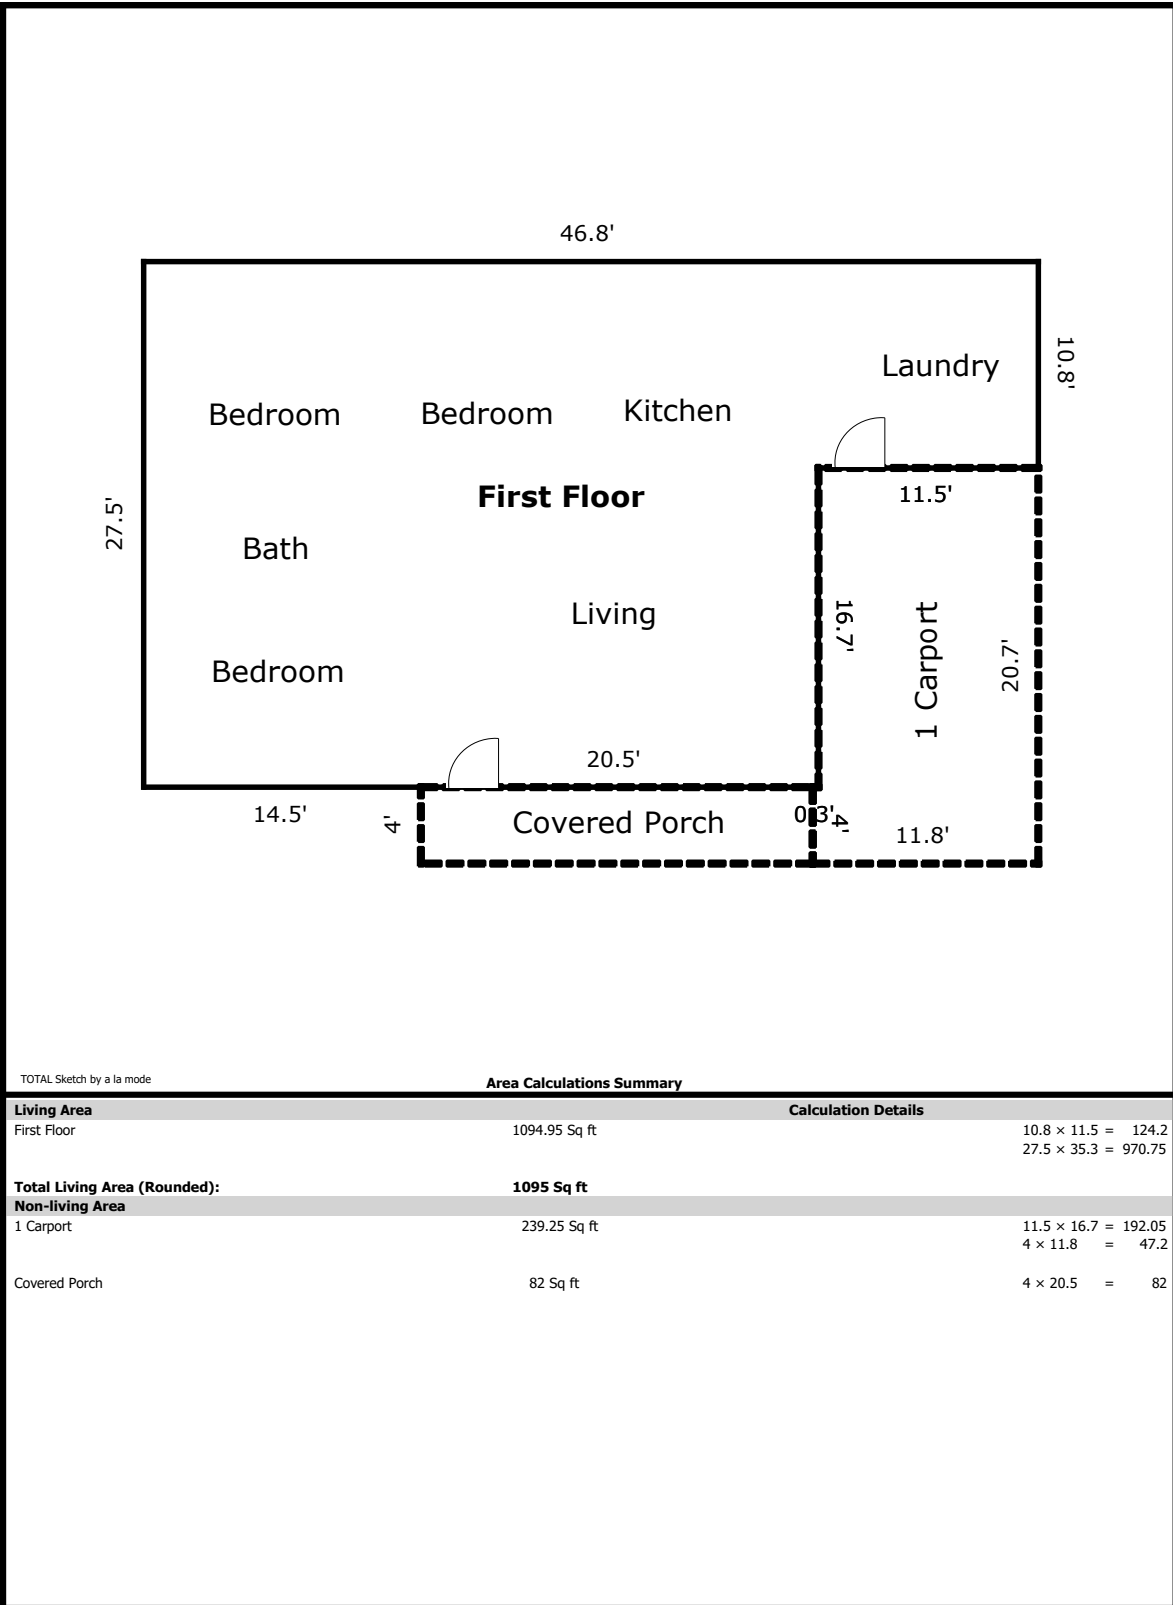 46.8'
10.8'
Laundry
Bedroom
Bedroom
Kitchen
First Floor
11.5'
27.5'
Bath
Living
16.7'
1 Carport
20.7'
Bedroom
20.5'
14.5'
4'
Covered Porch
0.3'
4'
11.8'
TOTAL Sketch by a la mode
Area Calculations Summary
Living Area Calculation Details
First Floor 1094.95 Sq ft 10.8 × 11.5 = 124.2
27.5 × 35.3 = 970.75
Total Living Area (Rounded): 1095 Sq ft
Non-living Area
1 Carport 239.25 Sq ft 11.5 × 16.7 = 192.05
4 × 11.8 = 47.2
Covered Porch 82 Sq ft 4 × 20.5 = 82